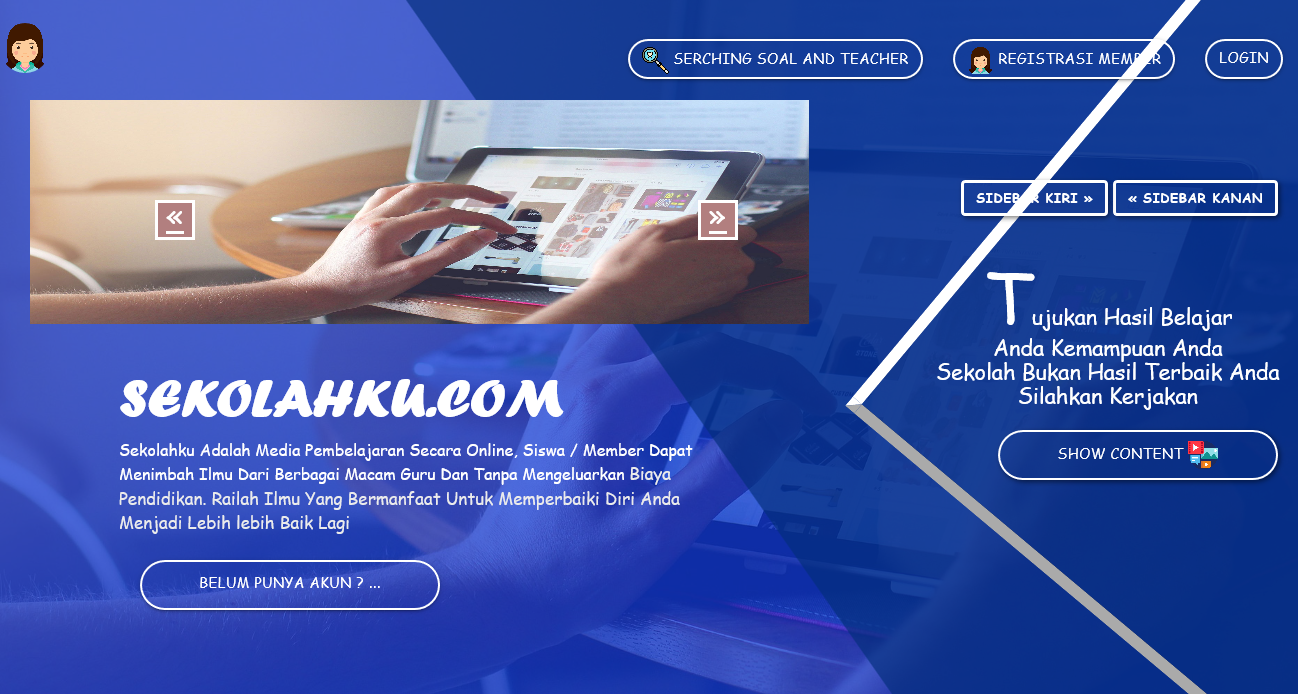 SERCHING SOAL AND TEACHER
REGISTRASI MEMBER
LOGIN
«
»
SIDEBAR KIRI »
« SIDEBAR KANAN
Tujukan Hasil Belajar
Anda Kemampuan Anda
Sekolah Bukan Hasil Terbaik Anda
Silahkan Kerjakan
SHOW CONTENT
SEKOLAHKU.COM
Sekolahku Adalah Media Pembelajaran Secara Online, Siswa / Member Dapat
Menimbah Ilmu Dari Berbagai Macam Guru Dan Tanpa Mengeluarkan Biaya
Pendidikan. Railah Ilmu Yang Bermanfaat Untuk Memperbaiki Diri Anda
Menjadi Lebih lebih Baik Lagi
BELUM PUNYA AKUN ? ...